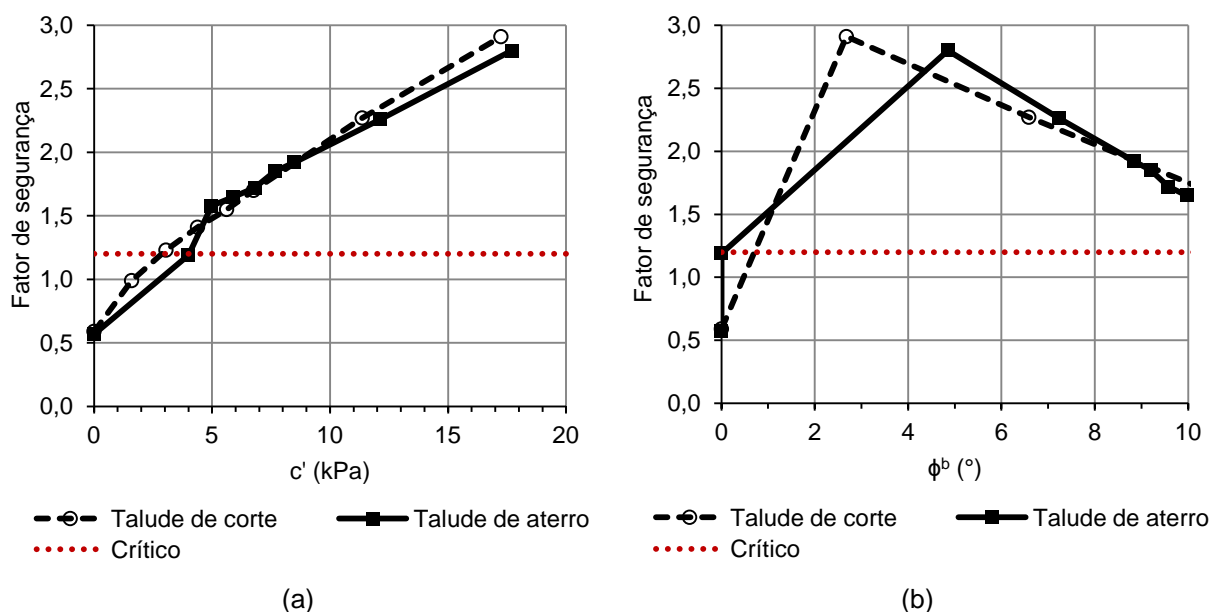 3,0
2,5
2,0
1,5
1,0
0,5
0,0
Fator de segurança
0 5 10 15 20
c' (kPa)
Talude de corte Talude de aterro
Crítico
(a)
3,0
2,5
2,0
1,5
1,0
0,5
0,0
Fator de segurança
0 2 4 6 8 10
ϕᵇ (°)
Talude de corte Talude de aterro
Crítico
(b)